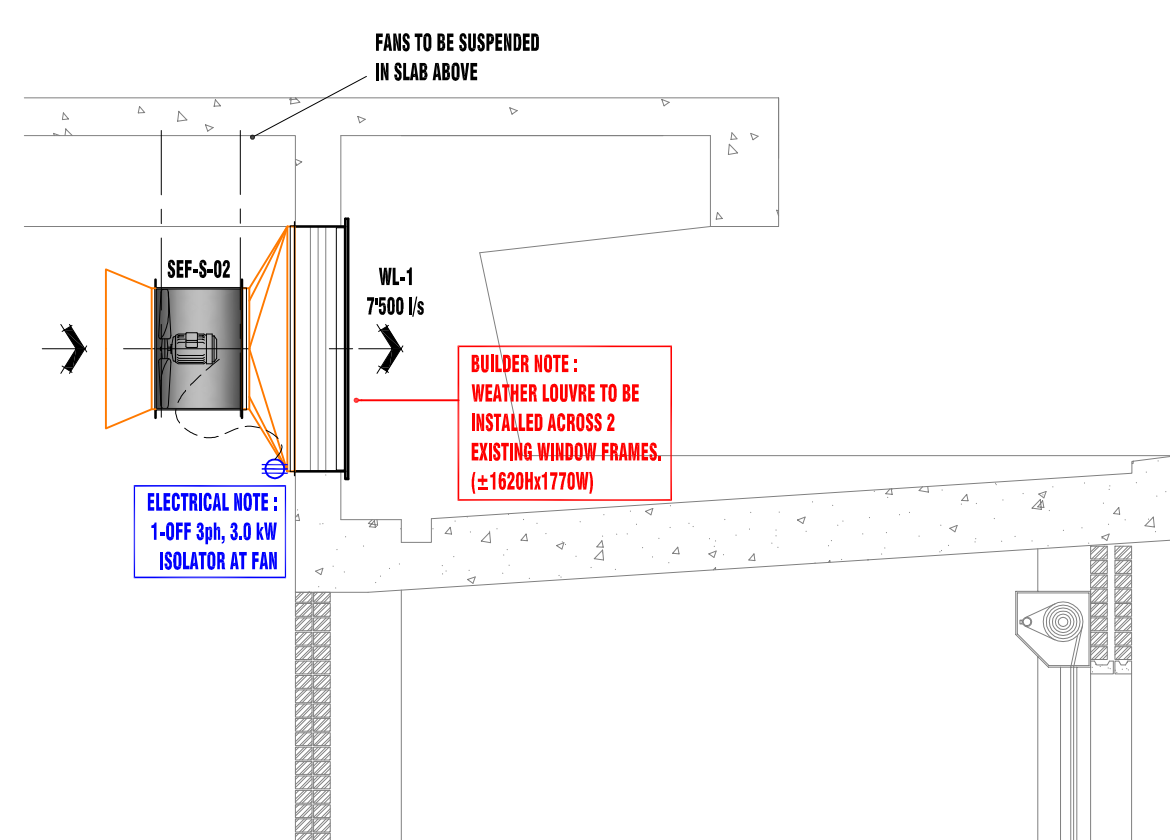 FANS TO BE SUSPENDED
IN SLAB ABOVE
SEF-S-02
WL-1
7'500 l/s
BUILDER NOTE :
WEATHER LOUVRE TO BE
INSTALLED ACROSS 2
EXISTING WINDOW FRAMES.
(±1620Hx1770W)
ELECTRICAL NOTE :
1-OFF 3ph, 3.0 kW
ISOLATOR AT FAN